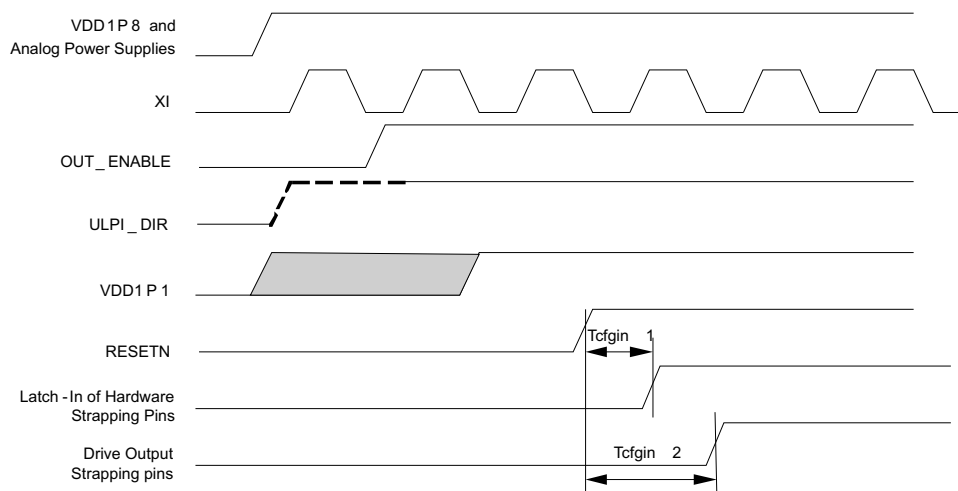 VDD1P8 and
Analog Power Supplies
XI
OUT_ENABLE
ULPI_DIR
VDD1P1
RESETN
Tcfgin 1
Latch-In of Hardware
Strapping Pins
Drive Output
Strapping pins
Tcfgin 2